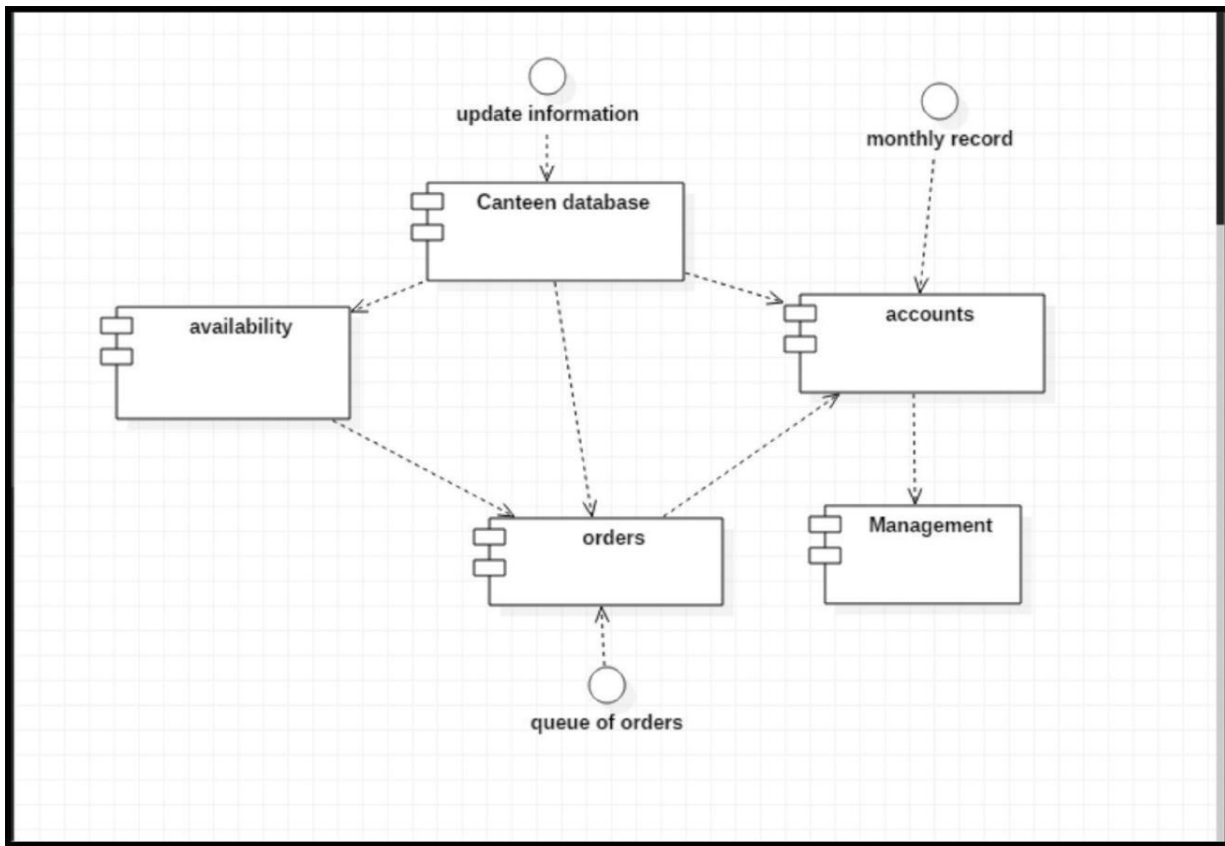 update information
monthly record
Canteen database
accounts
availability
Management
orders
queue of orders